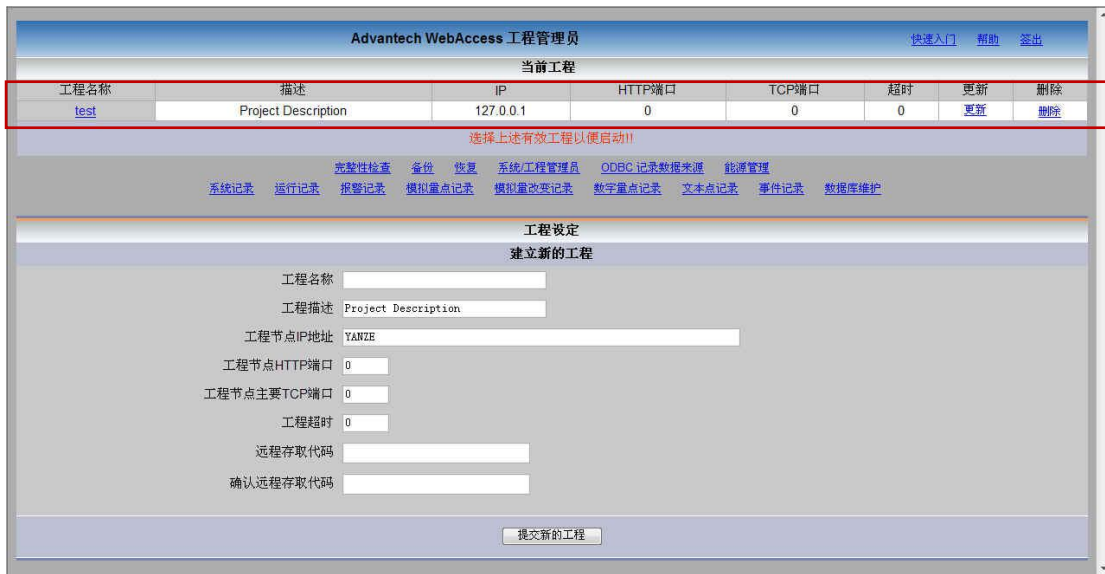 Advantech WebAccess 工程管理员 快速入门 帮助 签出
当前工程
工程名称 描述 IP HTTP端口 TCP端口 超时 更新 删除
test Project Description 127.0.0.1 0 0 0 更新 删除
选择上述有效工程以便启动!!
完整性检查 备份 恢复 系统/工程管理员 ODBC 记录数据来源 能源管理
系统记录 运行记录 报警记录 模拟量点记录 模拟量改变记录 数字量点记录 文本点记录 事件记录 数据库维护
工程设定
建立新的工程
工程名称
工程描述 Project Description
工程节点IP地址 YANZE
工程节点HTTP端口 0
工程节点主要TCP端口 0
工程超时 0
远程存取代码
确认远程存取代码
提交新的工程